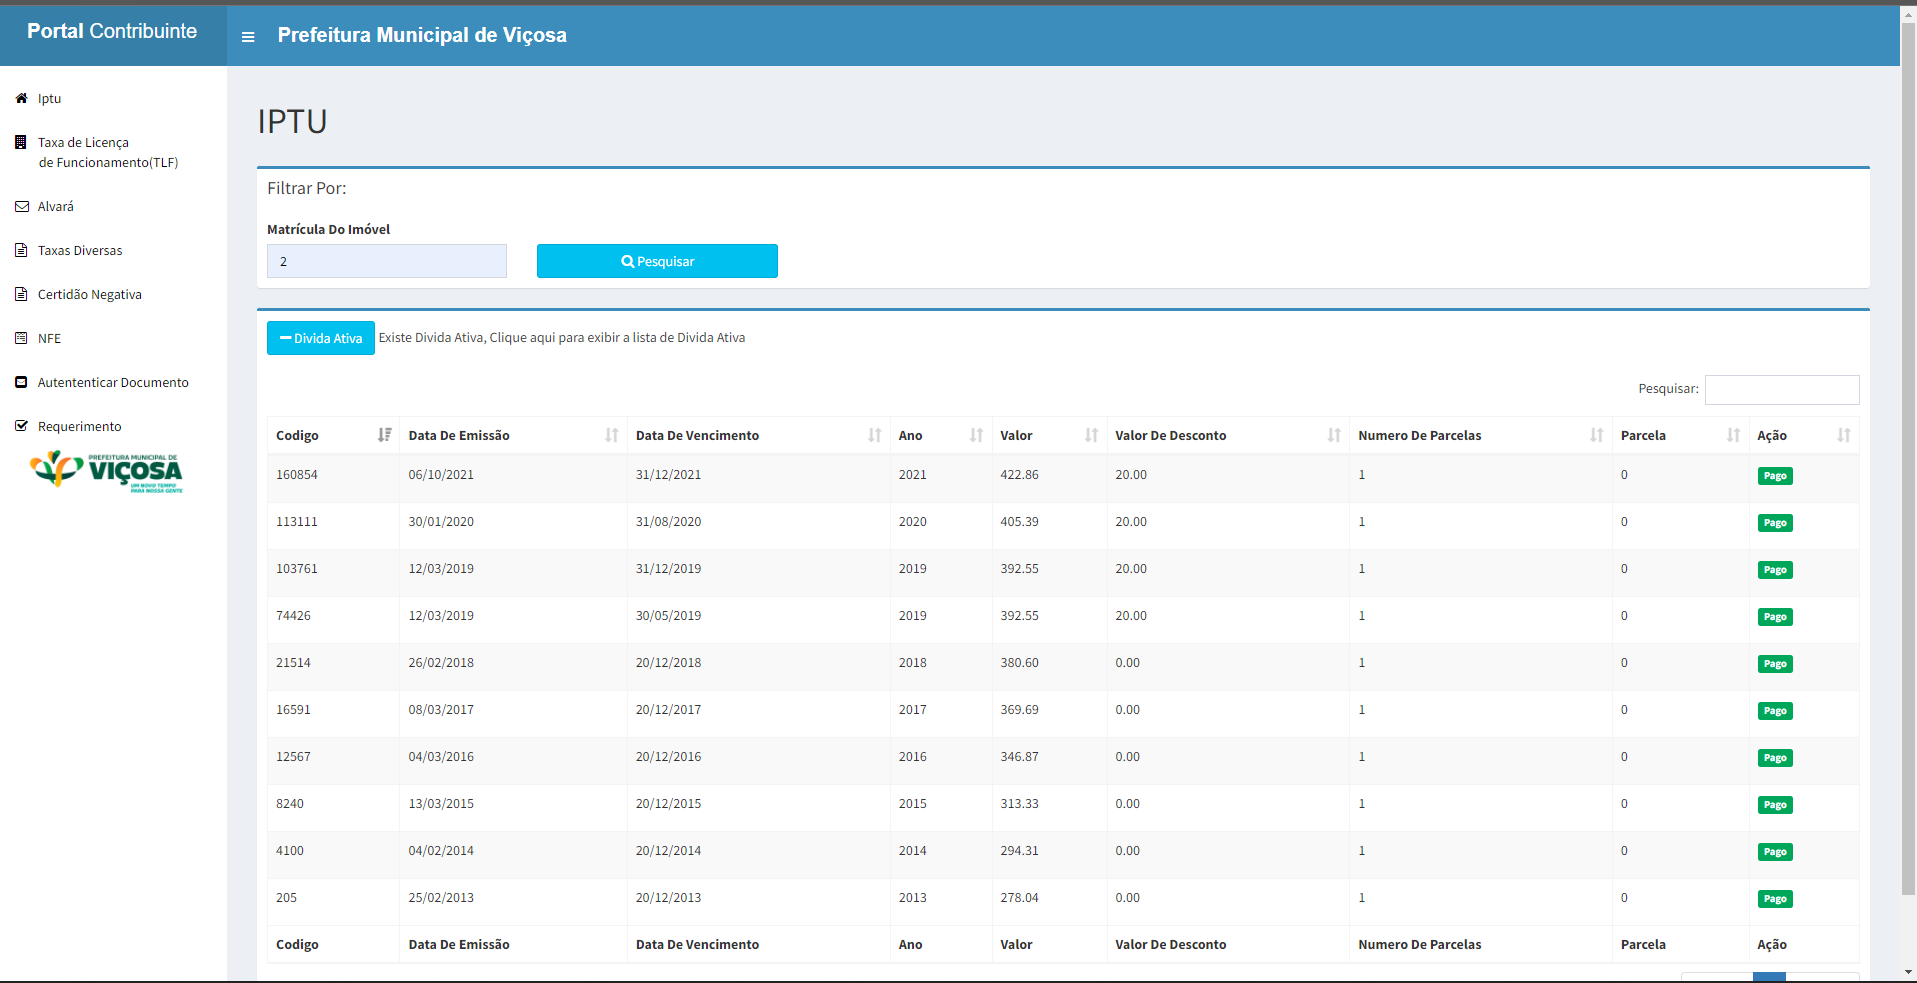 Portal Contribuinte
Prefeitura Municipal de Viçosa
Iptu
Taxa de Licença
de Funcionamento(TLF)
Alvará
Taxas Diversas
Certidão Negativa
NFE
Autententicar Documento
Requerimento
PREFEITURA MUNICIPAL DE
VIÇOSA
UM NOVO TEMPO
PARA NOSSA GENTE
IPTU
Filtrar Por:
Matrícula Do Imóvel
2 Pesquisar
Divida Ativa Existe Divida Ativa, Clique aqui para exibir a lista de Divida Ativa
Pesquisar:
Codigo Data De Emissão Data De Vencimento Ano Valor Valor De Desconto Numero De Parcelas Parcela Ação
160854 06/10/2021 31/12/2021 2021 422.86 20.00 1 0 Pago
113111 30/01/2020 31/08/2020 2020 405.39 20.00 1 0 Pago
103761 12/03/2019 31/12/2019 2019 392.55 20.00 1 0 Pago
74426 12/03/2019 30/05/2019 2019 392.55 20.00 1 0 Pago
21514 26/02/2018 20/12/2018 2018 380.60 0.00 1 0 Pago
16591 08/03/2017 20/12/2017 2017 369.69 0.00 1 0 Pago
12567 04/03/2016 20/12/2016 2016 346.87 0.00 1 0 Pago
8240 13/03/2015 20/12/2015 2015 313.33 0.00 1 0 Pago
4100 04/02/2014 20/12/2014 2014 294.31 0.00 1 0 Pago
205 25/02/2013 20/12/2013 2013 278.04 0.00 1 0 Pago
Codigo Data De Emissão Data De Vencimento Ano Valor Valor De Desconto Numero De Parcelas Parcela Ação